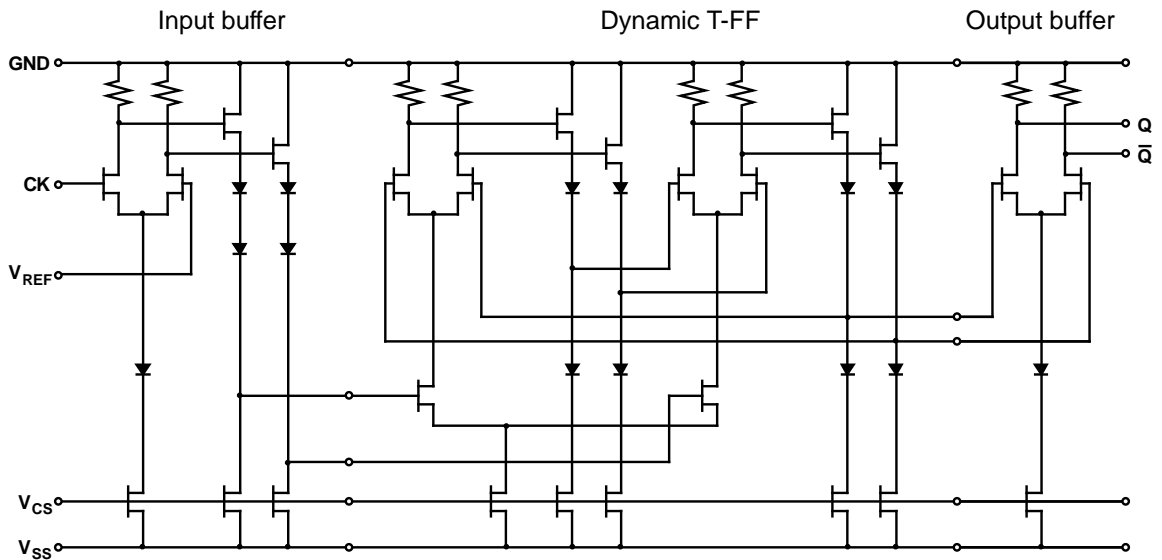 Input buffer Dynamic T-FF Output buffer
GND
Q
Q̅
CK
VREF
VCS
VSS